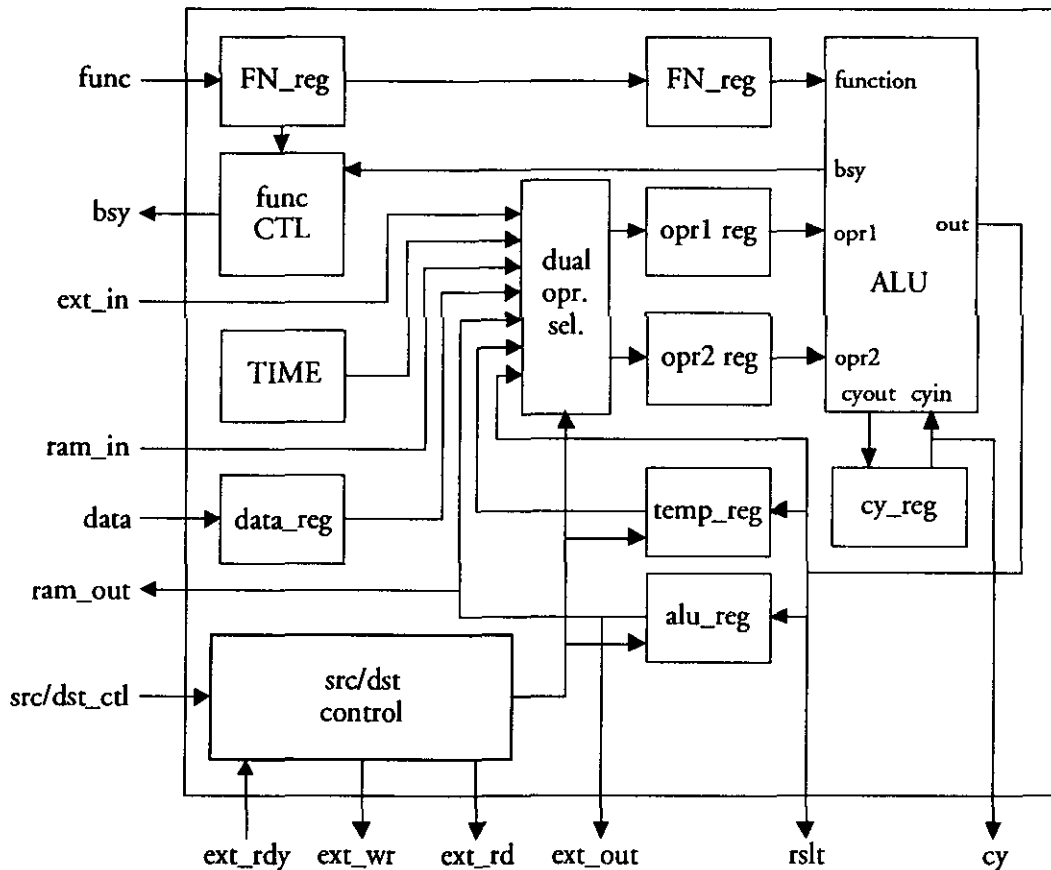 func
FN_reg
FN_reg
function
bsy
func
CTL
bsy
ext_in
dual
opr.
sel.
opr1 reg
opr1
out
ALU
TIME
opr2 reg
opr2
cyout
cyin
ram_in
data
data_reg
temp_reg
cy_reg
ram_out
alu_reg
src/dst_ctl
src/dst
control
ext_rdy
ext_wr
ext_rd
ext_out
rslt
cy